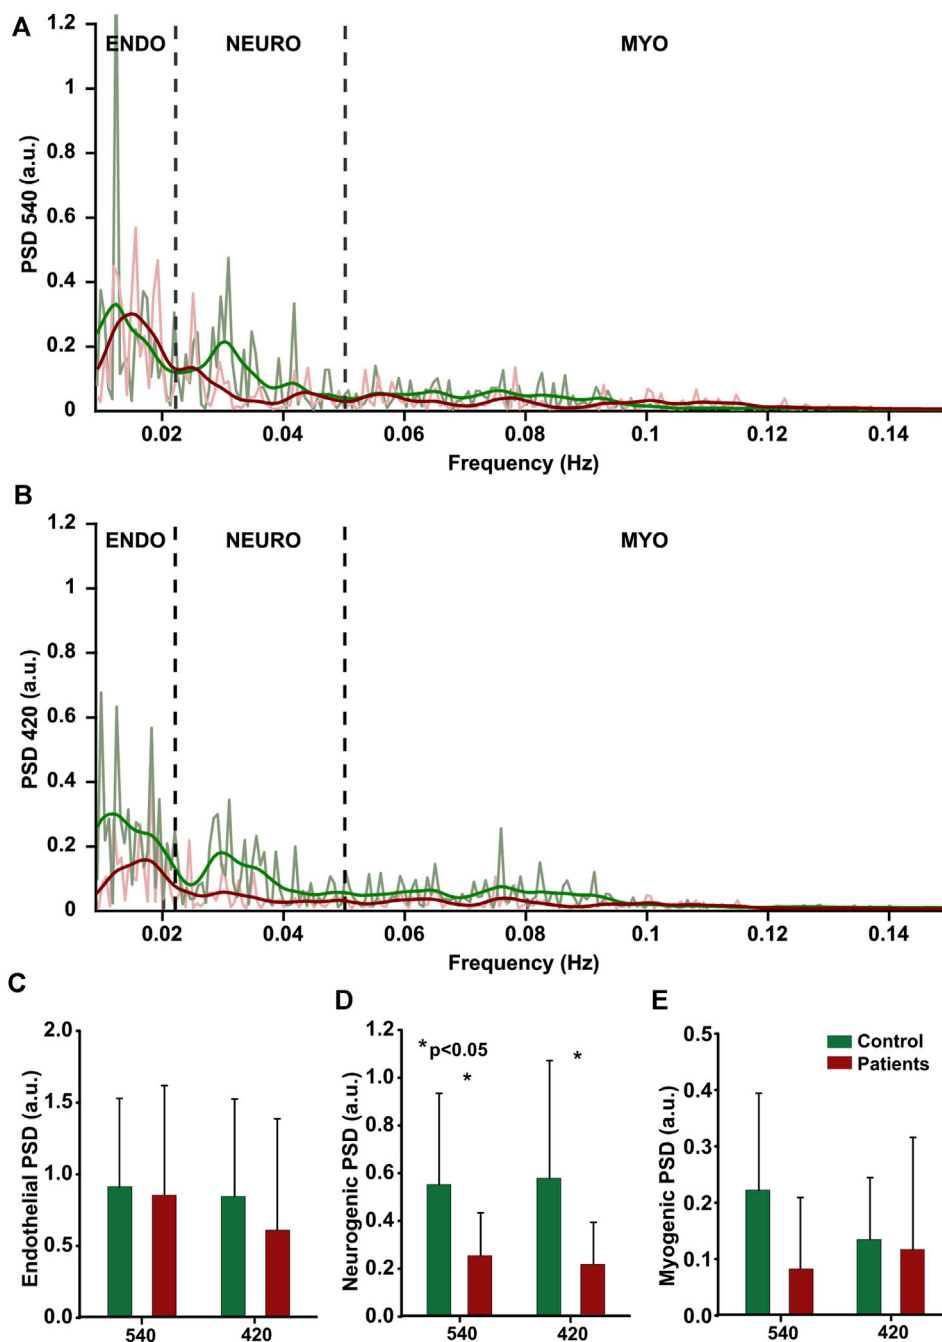 A
ENDO NEURO MYO
PSD 540 (a.u.)
1.2
1
0.8
0.6
0.4
0.2
0
0.02 0.04 0.06 0.08 0.1 0.12 0.14
Frequency (Hz)
B
ENDO NEURO MYO
PSD 420 (a.u.)
1.2
1
0.8
0.6
0.4
0.2
0
0.02 0.04 0.06 0.08 0.1 0.12 0.14
Frequency (Hz)
C
Endothelial PSD (a.u.)
2.0
1.5
1.0
0.5
0.0
540 420
D
Neurogenic PSD (a.u.)
1.2
1.0
0.8
0.6
0.4
0.2
0.0
* p<0.05
* *
540 420
E
Myogenic PSD (a.u.)
0.5
0.4
0.3
0.2
0.1
0.0
Control
Patients
540 420